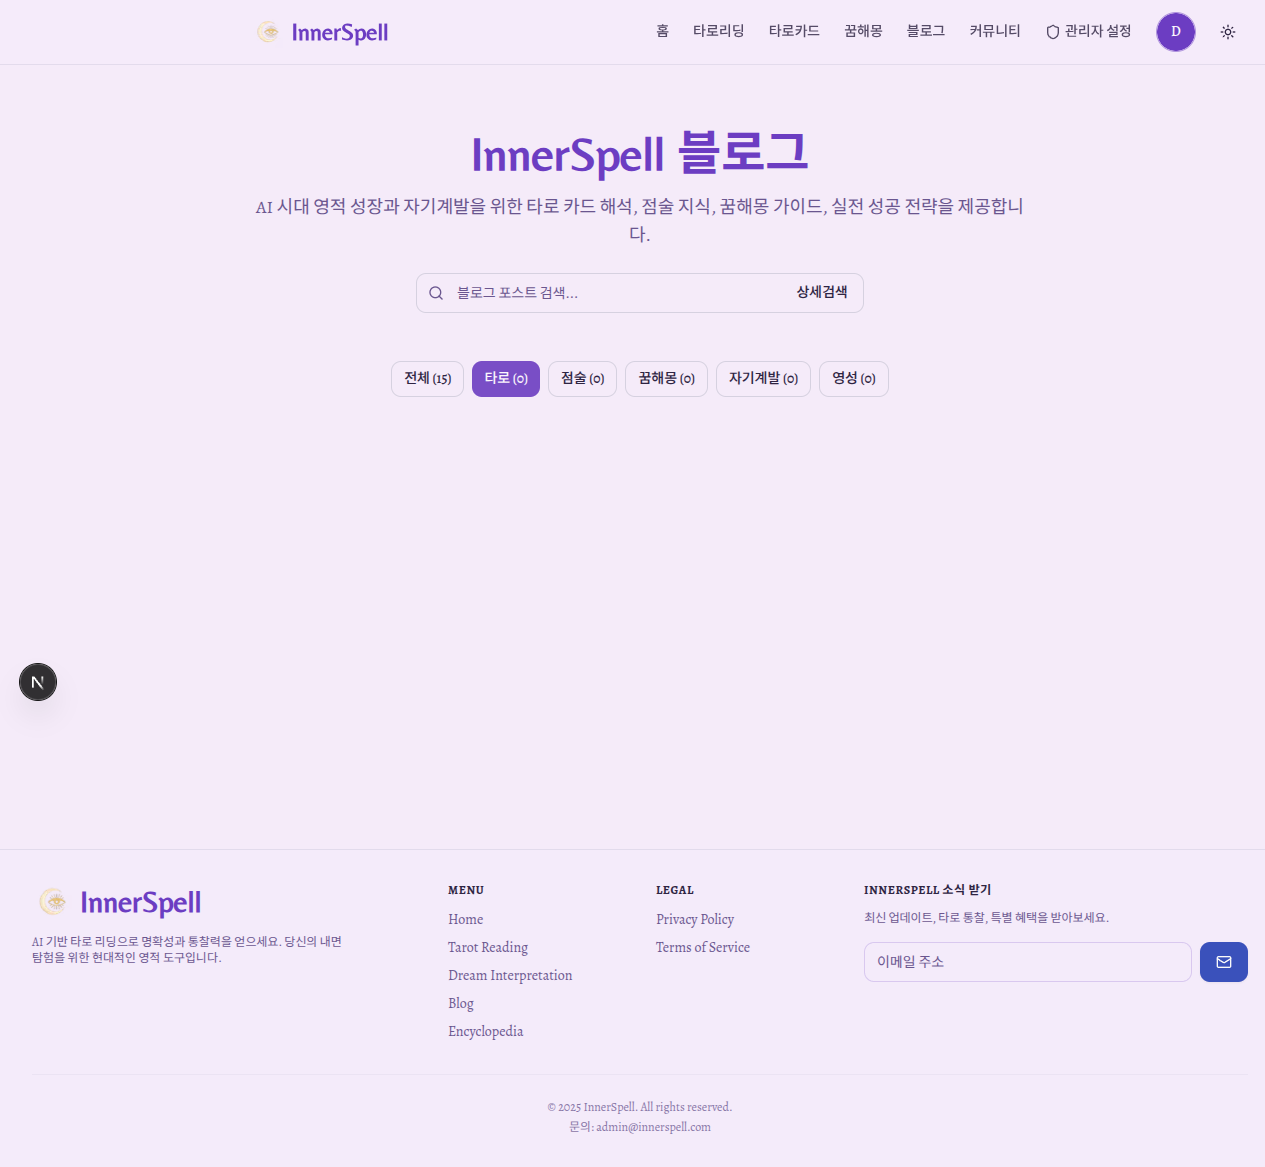 InnerSpell
홈
타로리딩
타로카드
꿈해몽
블로그
커뮤니티
관리자 설정
D
InnerSpell 블로그
AI 시대 영적 성장과 자기계발을 위한 타로 카드 해석, 점술 지식, 꿈해몽 가이드, 실전 성공 전략을 제공합니
다.
블로그 포스트 검색...
상세검색
전체 (15)
타로 (0)
점술 (0)
꿈해몽 (0)
자기계발 (0)
영성 (0)
N
InnerSpell
AI 기반 타로 리딩으로 명확성과 통찰력을 얻으세요. 당신의 내면
탐험을 위한 현대적인 영적 도구입니다.
MENU
Home
Tarot Reading
Dream Interpretation
Blog
Encyclopedia
LEGAL
Privacy Policy
Terms of Service
INNERSPELL 소식 받기
최신 업데이트, 타로 통찰, 특별 혜택을 받아보세요.
이메일 주소
© 2025 InnerSpell. All rights reserved.
문의: admin@innerspell.com